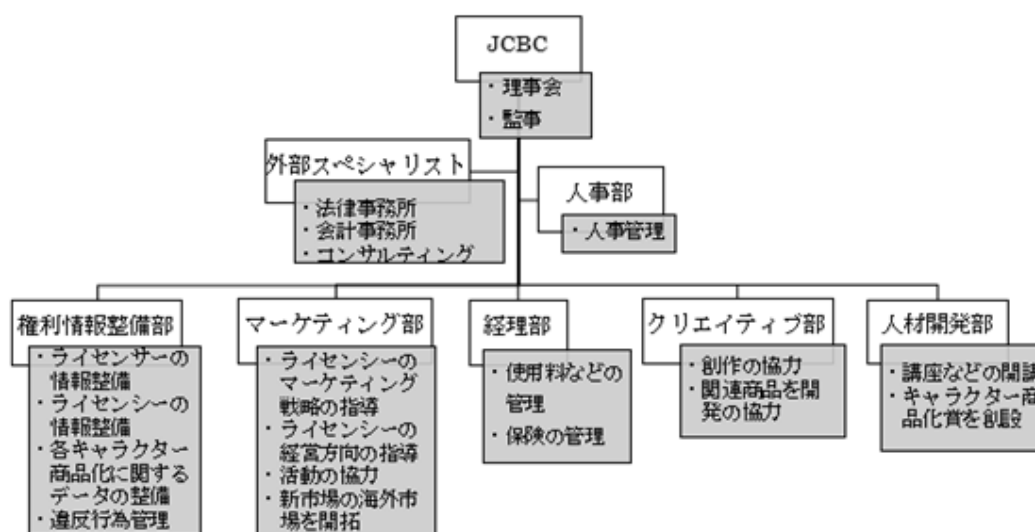 JCBC
・理事会
・監事
外部スペシャリスト
・法律事務所
・会計事務所
・コンサルティング
人事部
・人事管理
権利情報整備部
・ライセンサーの
情報整備
・ライセンシーの
情報整備
・各キャラクター
商品化に関する
データの整備
・違反行為管理
マーケティング部
・ライセンシーの
マーケティング
戦略の指導
・ライセンシーの
経営方向の指導
・活動の協力
・新市場の海外市
場を開拓
経理部
・使用料などの
管理
・保険の管理
クリエイティブ部
・創作の協力
・関連商品を開
発の協力
人材開発部
・講座などの開講
・キャラクター商
品化賞を創設